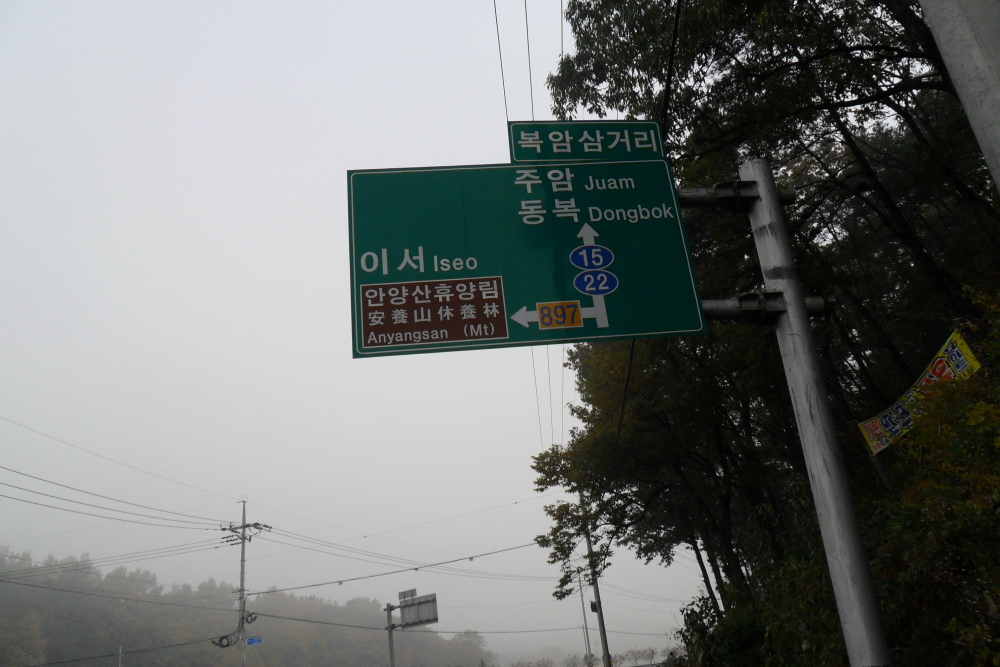 복암삼거리
주암 Juam
동복 Dongbok
이서 Iseo
15
22
안양산휴양림
安養山休養林
Anyangsan (Mt)
897